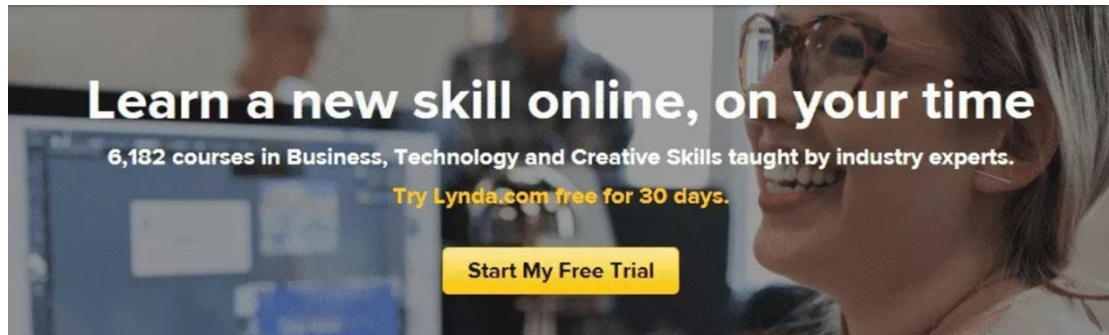 Learn a new skill online, on your time
6,182 courses in Business, Technology and Creative Skills taught by industry experts.
Try Lynda.com free for 30 days.
Start My Free Trial